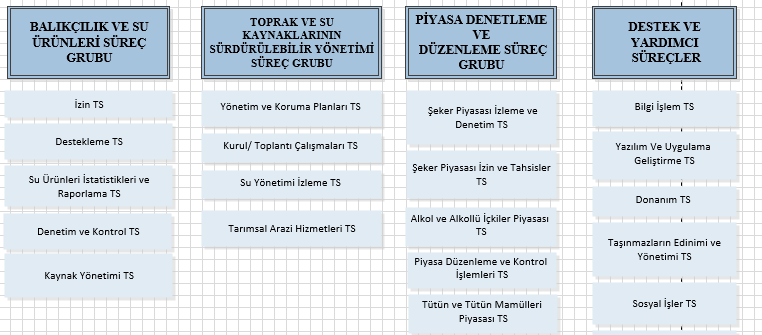 BALIKÇILIK VE SU
ÜRÜNLERİ SÜREÇ
GRUBU
İzin TS
Destekleme TS
Su Ürünleri İstatistikleri ve
Raporlama TS
Denetim ve Kontrol TS
Kaynak Yönetimi TS
TOPRAK VE SU
KAYNAKLARININ
SÜRDÜRÜLEBİLİR YÖNETİMİ
SÜREÇ GRUBU
Yönetim ve Koruma Planları TS
Kurul/ Toplantı Çalışmaları TS
Su Yönetimi İzleme TS
Tarımsal Arazi Hizmetleri TS
PİYASA DENETLEME
VE
DÜZENLEME SÜREÇ
GRUBU
Şeker Piyasası İzleme ve
Denetim TS
Şeker Piyasası İzin ve Tahsisler
TS
Alkol ve Alkollü İçkiler Piyasası
TS
Piyasa Düzenleme ve Kontrol
İşlemleri TS
Tütün ve Tütün Mamülleri
Piyasası TS
DESTEK VE
YARDIMCI
SÜREÇLER
Bilgi İşlem TS
Yazılım Ve Uygulama
Geliştirme TS
Donanım TS
Taşınmazların Edinimi ve
Yönetimi TS
Sosyal İşler TS